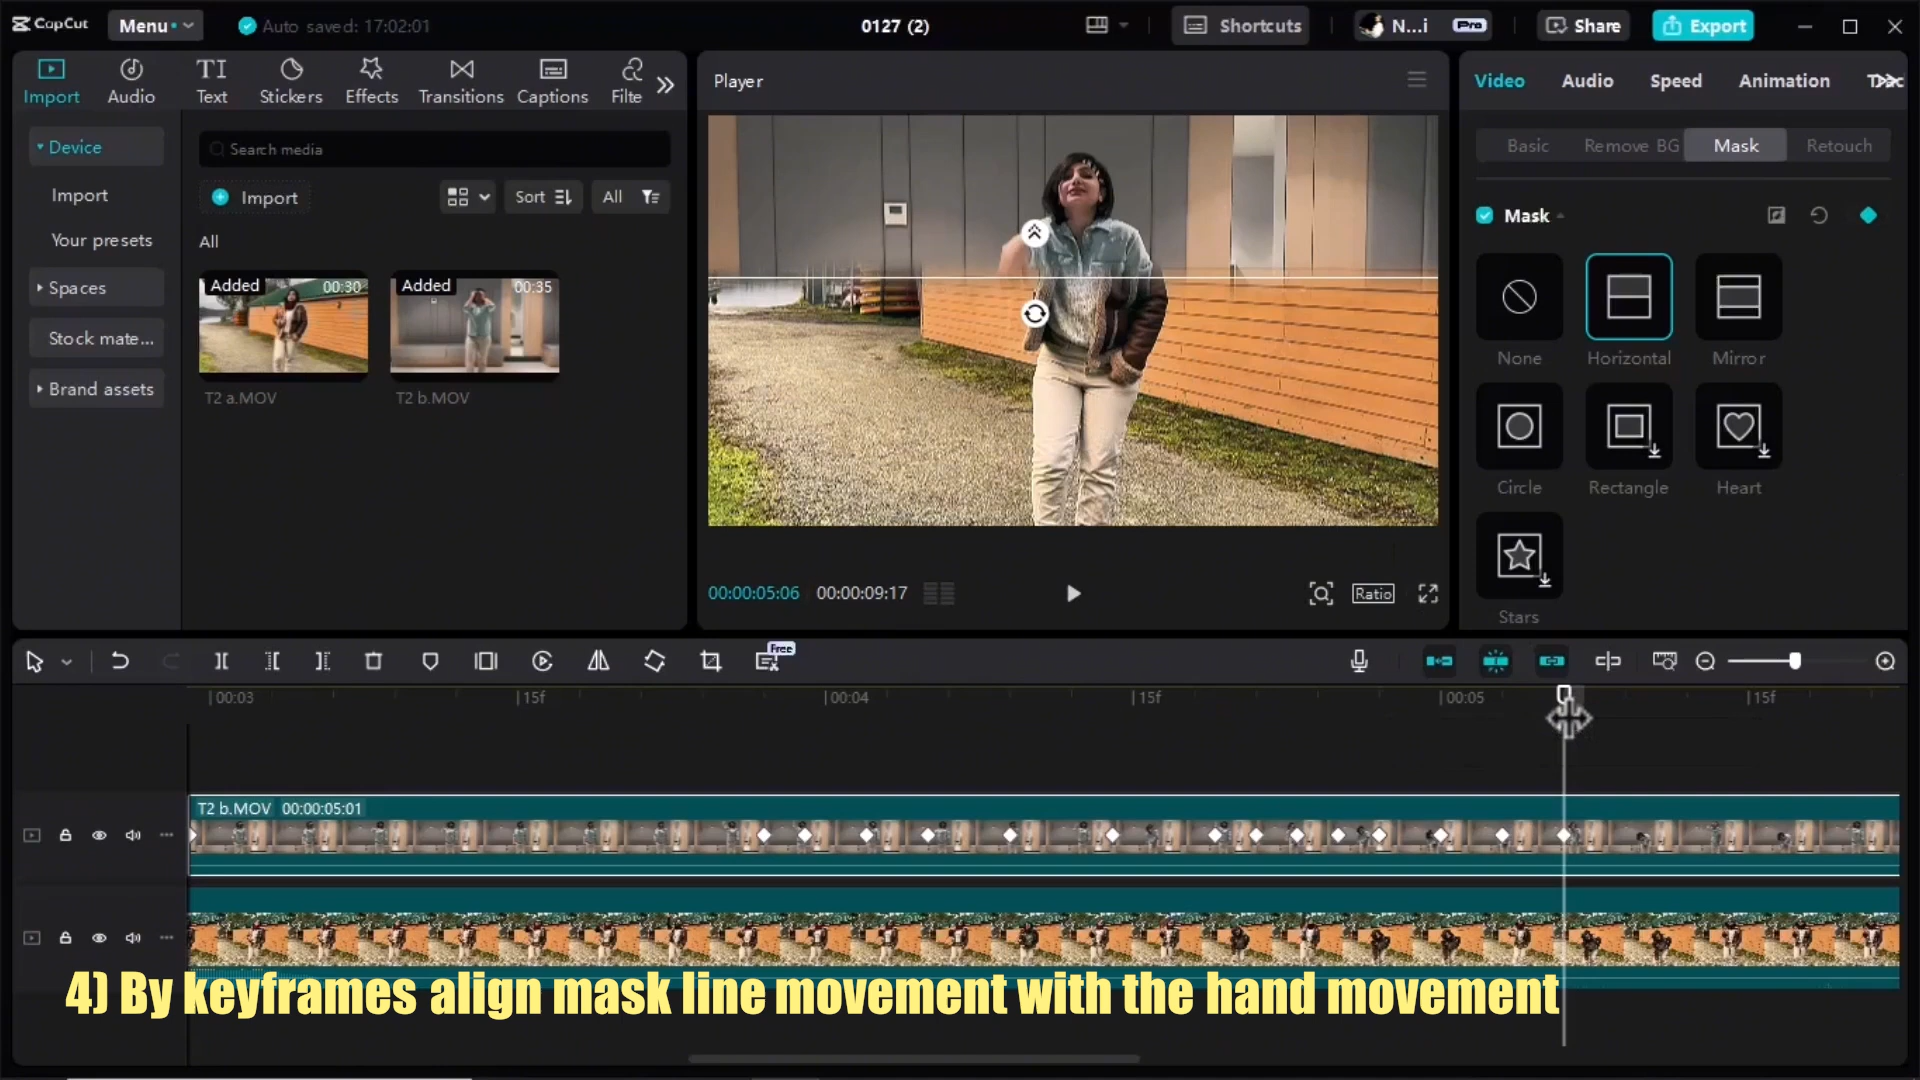 CapCut
Menu
Auto saved: 17:02:01
0127 (2)
Shortcuts
N...i
Pro
Share
Export
Import
Audio
TI
Text
Stickers
Effects
Transitions
Captions
Filte
Device
Import
Your presets
Spaces
Stock mate...
Brand assets
Search media
Import
Sort
All
All
Added
00:30
T2 a.MOV
Added
00:35
T2 b.MOV
Player
00:00:05:06
00:00:09:17
Ratio
Video
Audio
Speed
Animation
Basic
Remove BG
Mask
Retouch
Mask
None
Horizontal
Mirror
Circle
Rectangle
Heart
Stars
Free
00:03
15f
00:04
15f
00:05
15f
T2 b.MOV 00:00:05:01
4) By keyframes align mask line movement with the hand movement